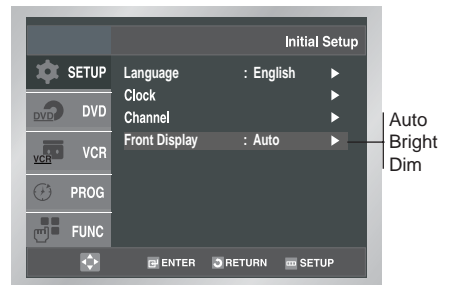 Initial Setup
SETUP
Language : English ▶
Clock ▶
Channel ▶
Front Display : Auto ▶
DVD DVD
VCR VCR
PROG
FUNC
ENTER RETURN SETUP
Auto
Bright
Dim